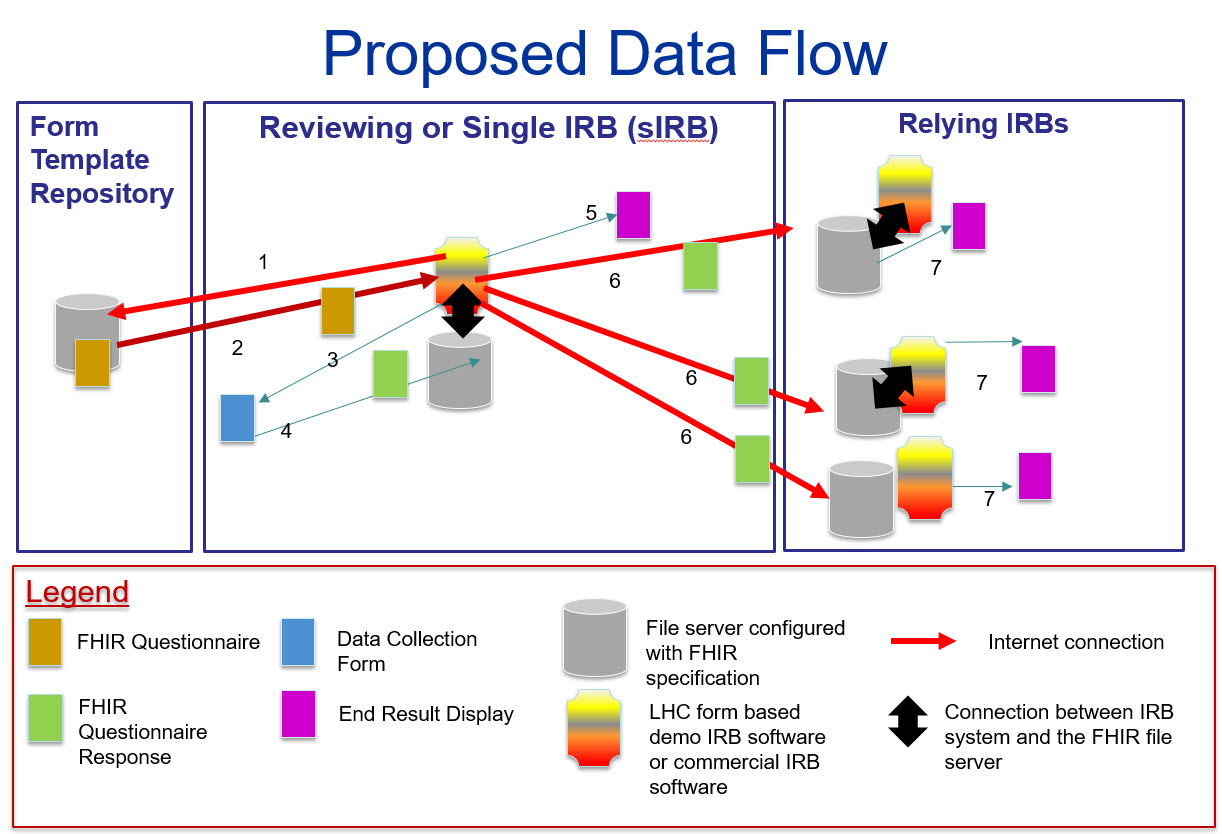 Proposed Data Flow
Form
Template
Repository
Reviewing or Single IRB (sIRB)
Relying IRBs
1
2
3
4
5
6
6
6
7
7
7
Legend
FHIR Questionnaire
FHIR
Questionnaire
Response
Data Collection
Form
End Result Display
File server configured
with FHIR
specification
LHC form based
demo IRB software
or commercial IRB
software
Internet connection
Connection between IRB
system and the FHIR file
server